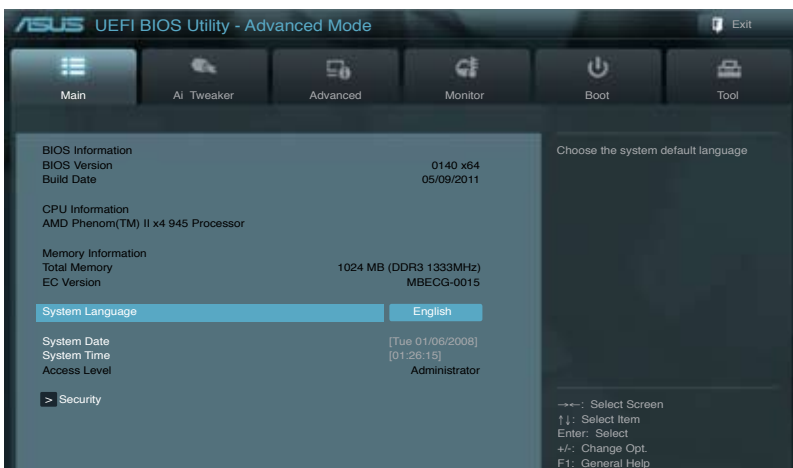 ASUS UEFI BIOS Utility - Advanced Mode
Exit
Main Ai Tweaker Advanced Monitor Boot Tool
BIOS Information
BIOS Version 0140 x64
Build Date 05/09/2011
CPU Information
AMD Phenom(TM) II x4 945 Processor
Memory Information
Total Memory 1024 MB (DDR3 1333MHz)
EC Version MBECG-0015
System Language English
System Date [Tue 01/06/2008]
System Time [01:26:15]
Access Level Administrator
> Security
Choose the system default language
→←: Select Screen
↑↓: Select Item
Enter: Select
+/-: Change Opt.
F1: General Help